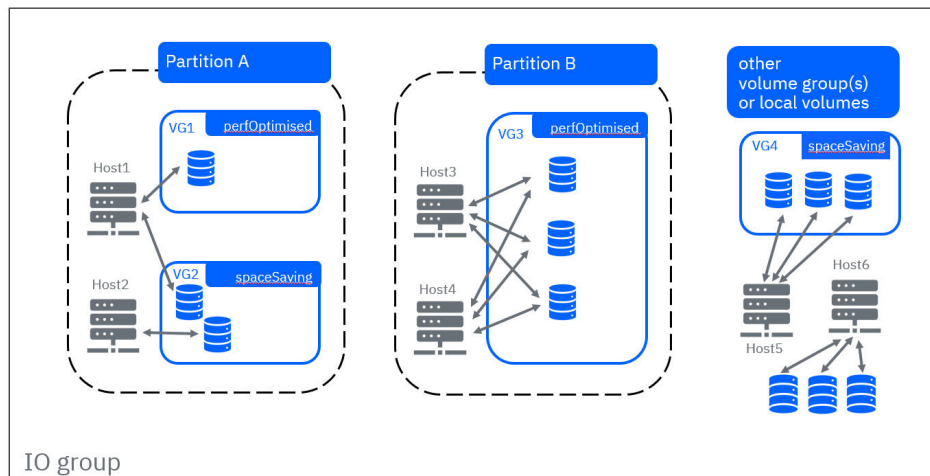 Partition A
VG1
perfOptimised
Host1
VG2
spaceSaving
Host2
Partition B
VG3
perfOptimised
Host3
Host4
other
volume group(s)
or local volumes
VG4
spaceSaving
Host6
Host5
IO group